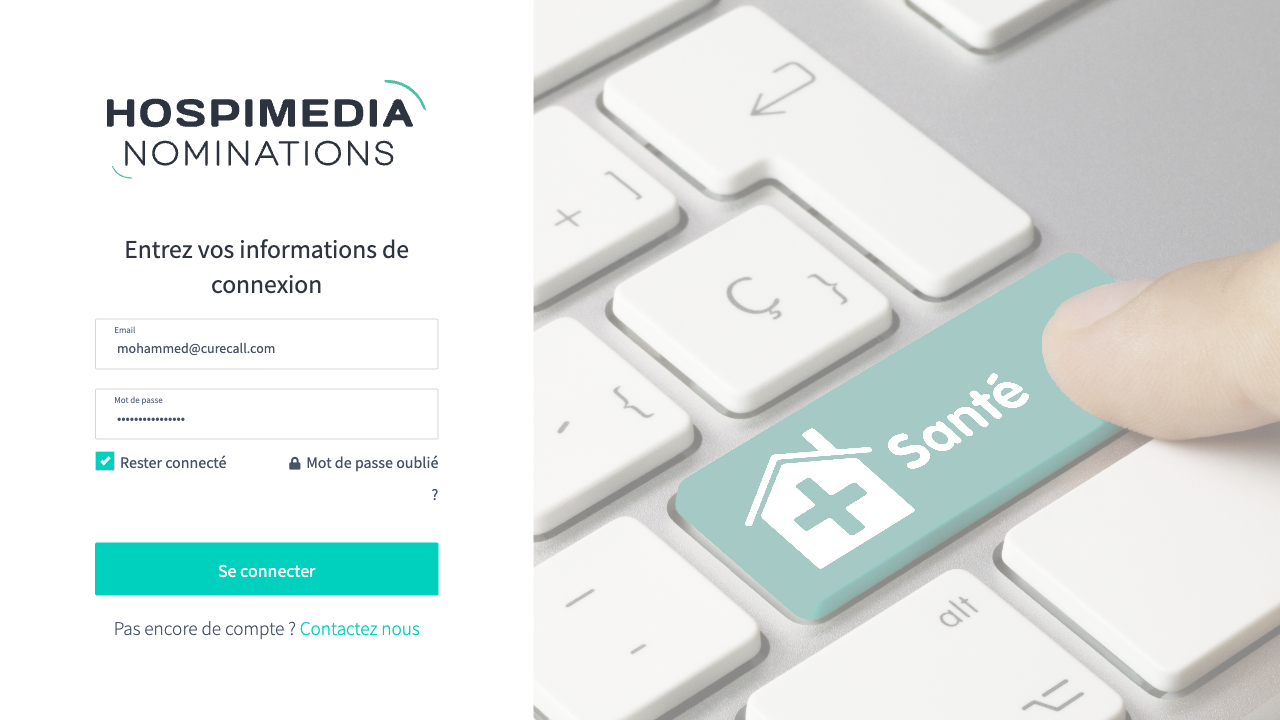 HOSPIMEDIA
NOMINATIONS
Entrez vos informations de
connexion
Email
mohammed@curecall.com
Mot de passe
••••••••••••••••
Rester connecté
Mot de passe oublié
?
Se connecter
Pas encore de compte ? Contactez nous
+ ]
Ç }
{
Santé
alt